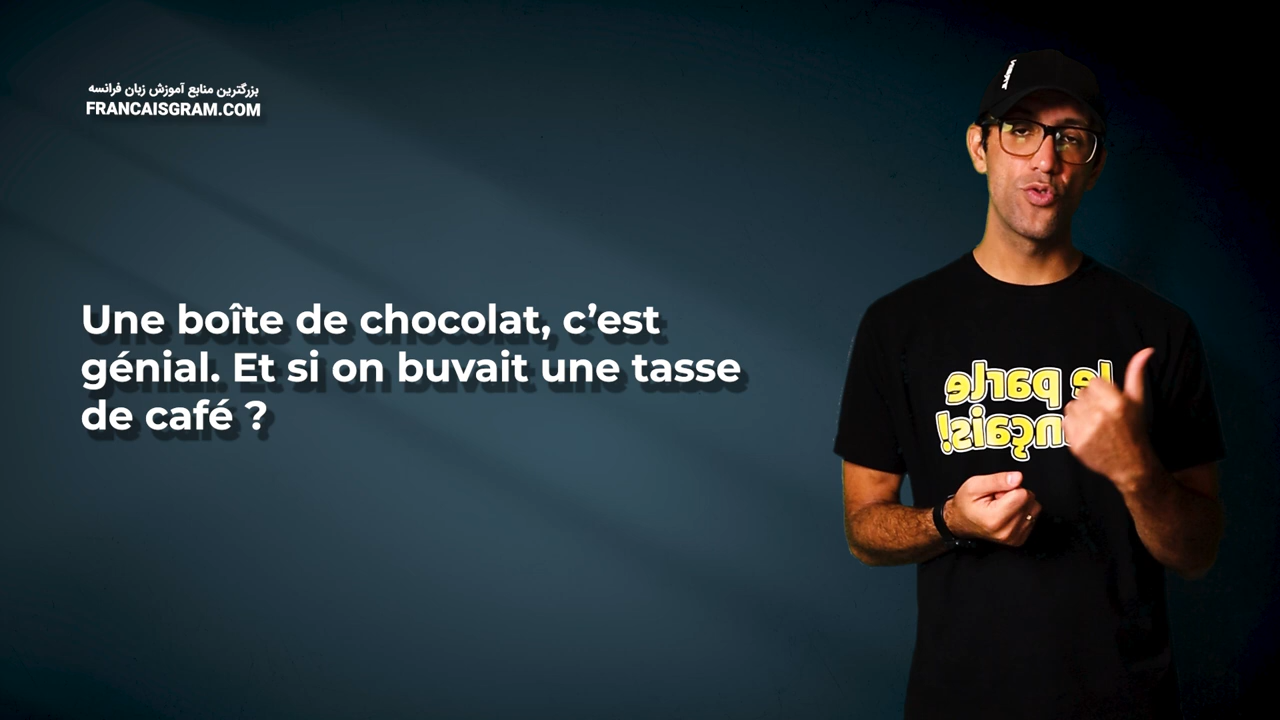 بزرگترین منابع آموزش زبان فرانسه
FRANCAISGRAM.COM
Une boîte de chocolat, c’est
génial. Et si on buvait une tasse
de café ?
parle